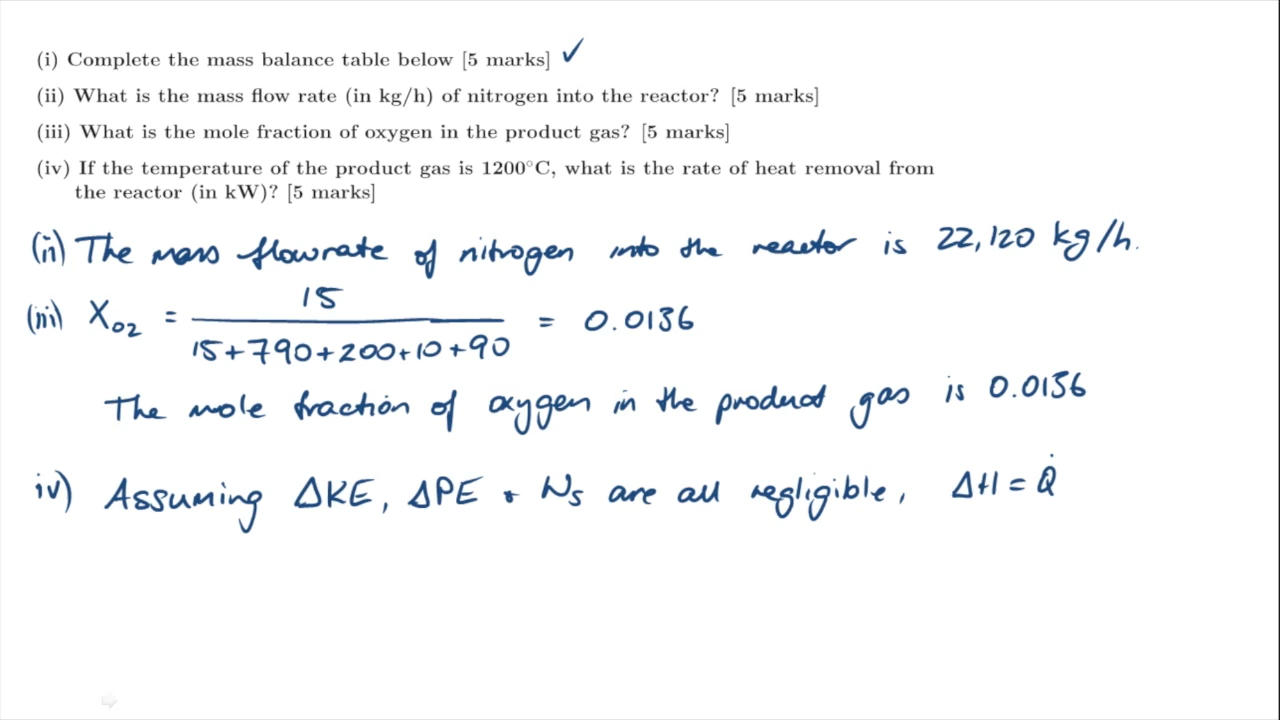 (i) Complete the mass balance table below [5 marks] ✓
(ii) What is the mass flow rate (in kg/h) of nitrogen into the reactor? [5 marks]
(iii) What is the mole fraction of oxygen in the product gas? [5 marks]
(iv) If the temperature of the product gas is 1200°C, what is the rate of heat removal from
the reactor (in kW)? [5 marks]
(ii) The mass flowrate of nitrogen into the reactor is 22,120 kg/h.
(iii) X₀₂ = 15 / 15+790+200+10+90 = 0.0136
The mole fraction of oxygen in the product gas is 0.0136
iv) Assuming ΔKE, ΔPE + Ws are all negligible, ΔH = Q̇